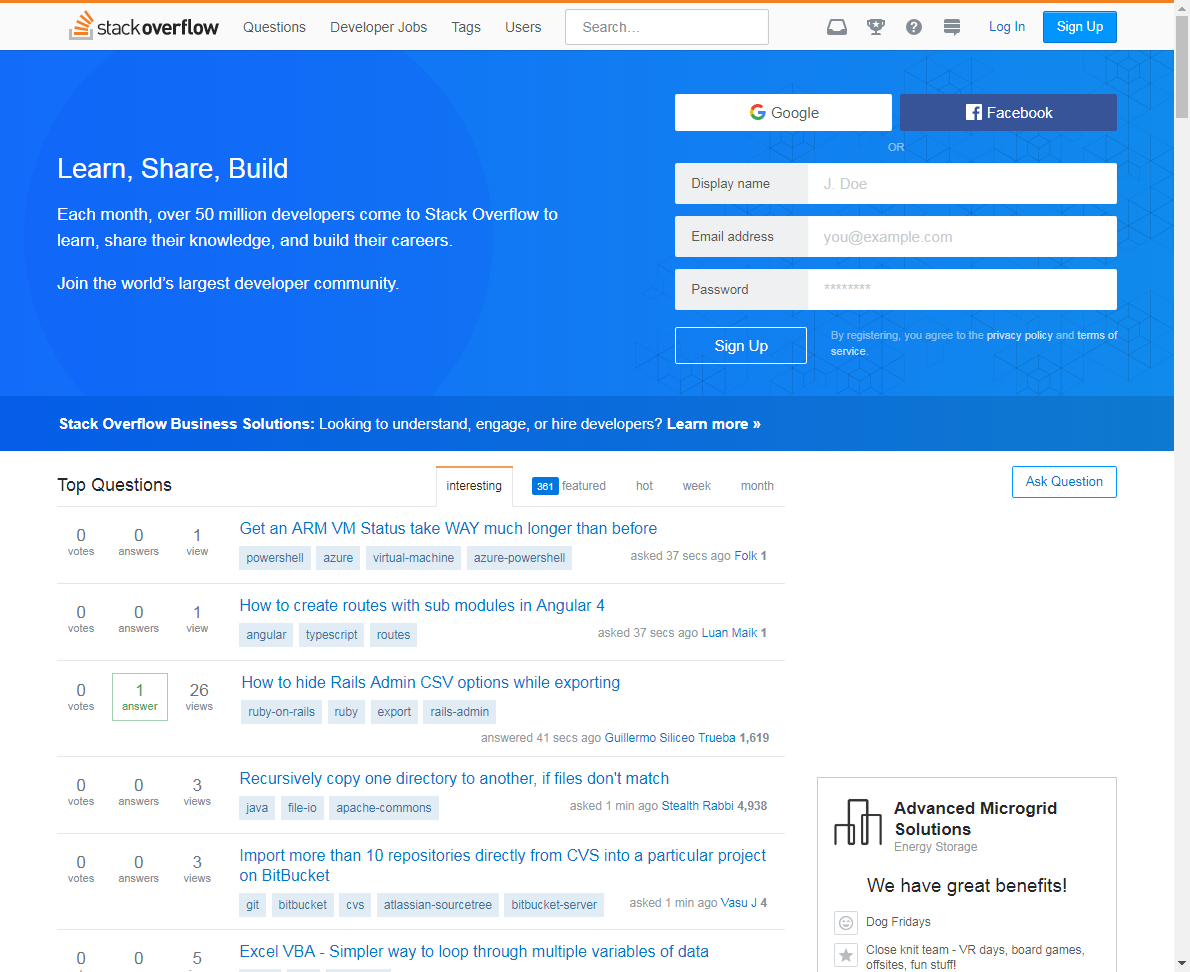 stackoverflow Questions Developer Jobs Tags Users Search... Log In Sign Up
Google Facebook
OR
Learn, Share, Build
Each month, over 50 million developers come to Stack Overflow to
learn, share their knowledge, and build their careers.
Join the world's largest developer community.
Display name J. Doe
Email address you@example.com
Password ********
Sign Up
By registering, you agree to the privacy policy and terms of
service.
Stack Overflow Business Solutions: Looking to understand, engage, or hire developers? Learn more »
Top Questions
interesting 361 featured hot week month
Ask Question
0 votes 0 answers 1 view
Get an ARM VM Status take WAY much longer than before
powershell azure virtual-machine azure-powershell
asked 37 secs ago Folk 1
0 votes 0 answers 1 view
How to create routes with sub modules in Angular 4
angular typescript routes
asked 37 secs ago Luan Maik 1
0 votes 1 answer 26 views
How to hide Rails Admin CSV options while exporting
ruby-on-rails ruby export rails-admin
answered 41 secs ago Guillermo Siliceo Trueba 1,619
0 votes 0 answers 3 views
Recursively copy one directory to another, if files don't match
java file-io apache-commons
asked 1 min ago Stealth Rabbi 4,938
0 votes 0 answers 3 views
Import more than 10 repositories directly from CVS into a particular project
on BitBucket
git bitbucket cvs atlassian-sourcetree bitbucket-server
asked 1 min ago Vasu J 4
0 0 5
Excel VBA - Simpler way to loop through multiple variables of data
Advanced Microgrid
Solutions
Energy Storage
We have great benefits!
Dog Fridays
Close knit team - VR days, board games,
offsites, fun stuff!